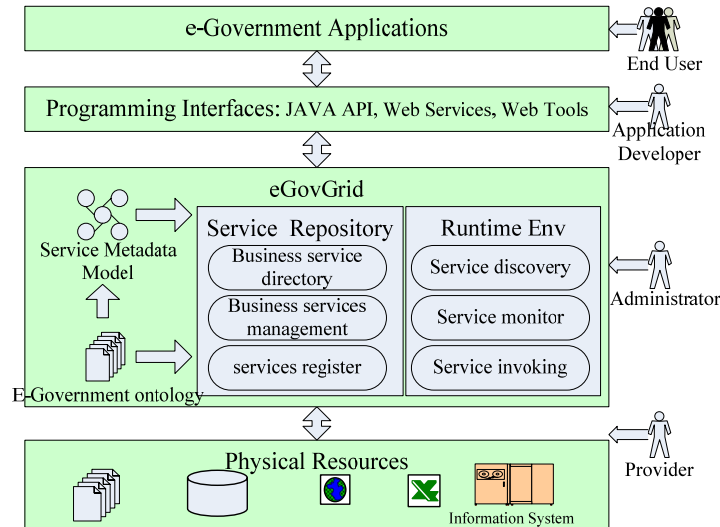 e-Government Applications
End User
Programming Interfaces: JAVA API, Web Services, Web Tools
Application
Developer
eGovGrid
Service Metadata
Model
E-Government ontology
Service Repository
Business service
directory
Business services
management
services register
Runtime Env
Service discovery
Service monitor
Service invoking
Administrator
Physical Resources
Information System
Provider